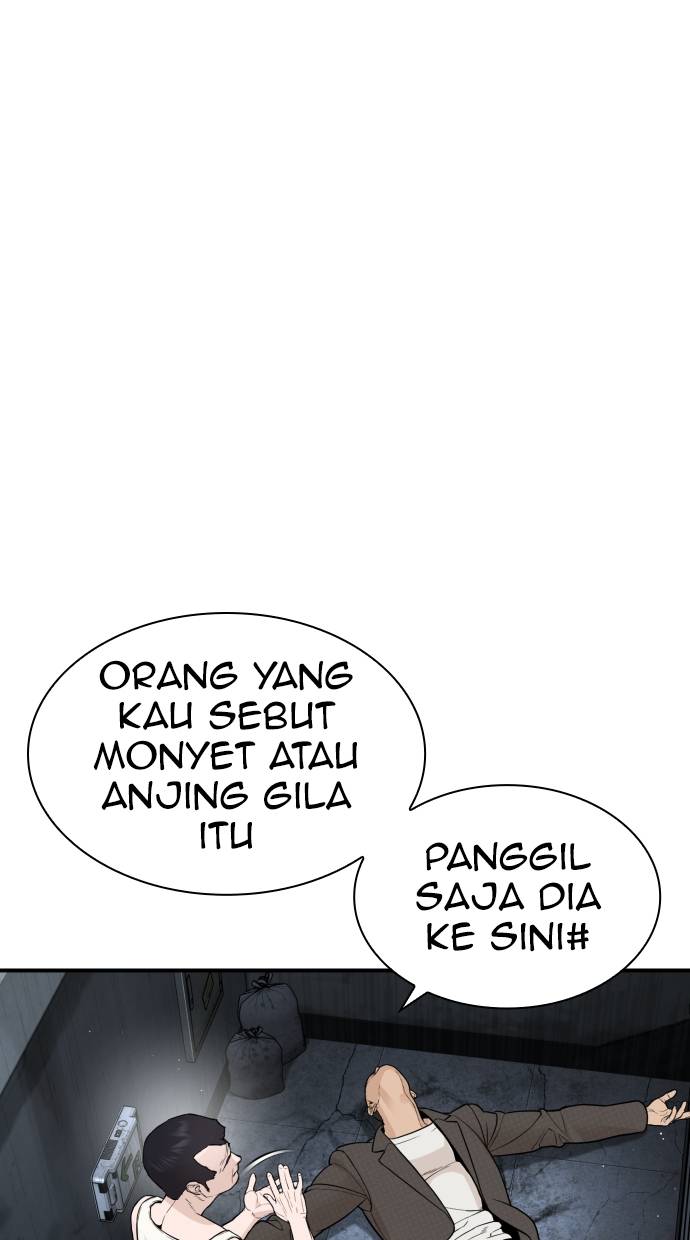 ORANG YANG
KAU SEBUT
MONYET ATAU
ANJING GILA
ITU
PANGGIL
SAJA DIA
KE SINI#